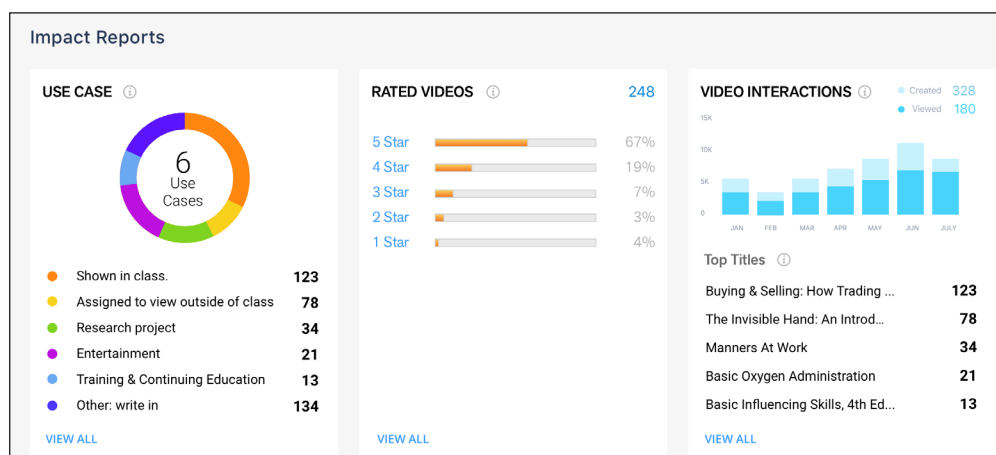 Impact Reports
USE CASE
6
Use
Cases
Shown in class. 123
Assigned to view outside of class 78
Research project 34
Entertainment 21
Training & Continuing Education 13
Other: write in 134
VIEW ALL
RATED VIDEOS 248
5 Star 67%
4 Star 19%
3 Star 7%
2 Star 3%
1 Star 4%
VIEW ALL
VIDEO INTERACTIONS
Created 328
Viewed 180
15K
10K
5K
0
JAN FEB MAR APR MAY JUN JULY
Top Titles
Buying & Selling: How Trading ... 123
The Invisible Hand: An Introd... 78
Manners At Work 34
Basic Oxygen Administration 21
Basic Influencing Skills, 4th Ed... 13
VIEW ALL